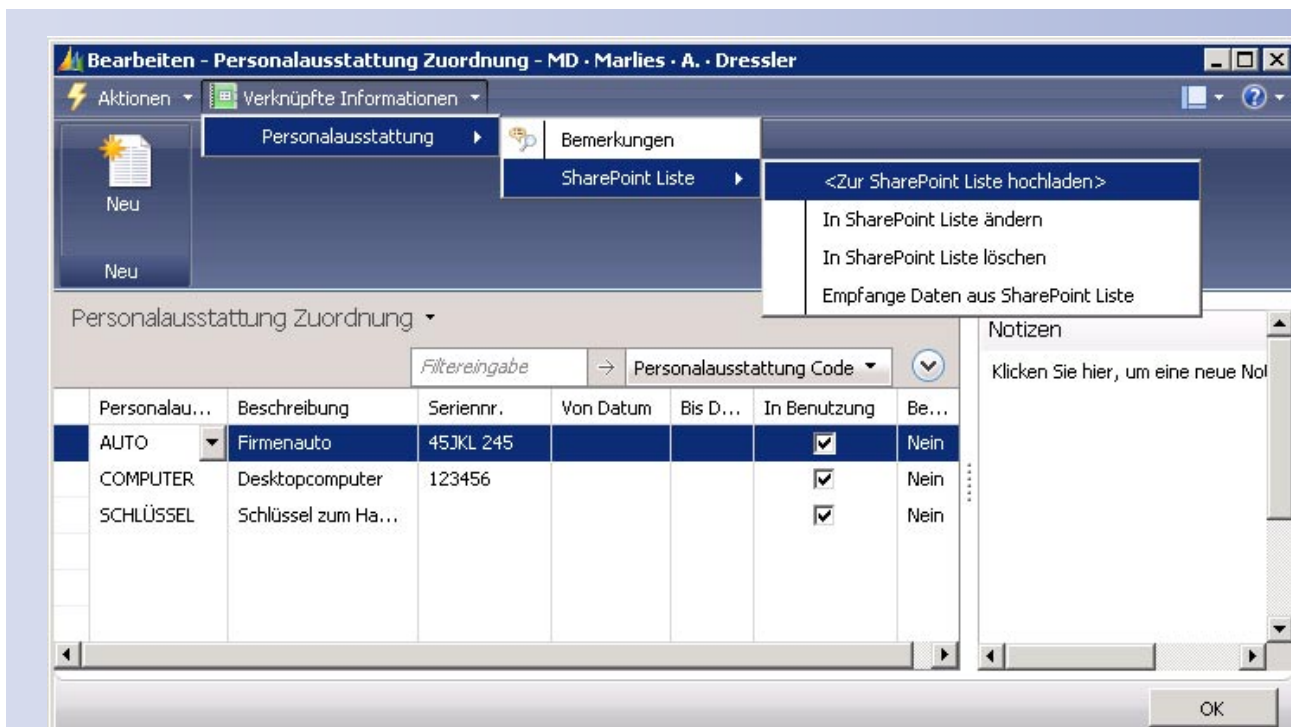 Bearbeiten - Personalausstattung Zuordnung - MD · Marlies · A. · Dressler
Aktionen Verknüpfte Informationen
Personalausstattung
Bemerkungen
SharePoint Liste
<Zur SharePoint Liste hochladen>
In SharePoint Liste ändern
In SharePoint Liste löschen
Empfange Daten aus SharePoint Liste
Neu
Neu
Personalausstattung Zuordnung
Filtereingabe Personalausstattung Code
Notizen
Klicken Sie hier, um eine neue Not
Personalau... Beschreibung Seriennr. Von Datum Bis D... In Benutzung Be...
AUTO Firmenauto 45JKL 245 Nein
COMPUTER Desktopcomputer 123456 Nein
SCHLÜSSEL Schlüssel zum Ha... Nein
OK